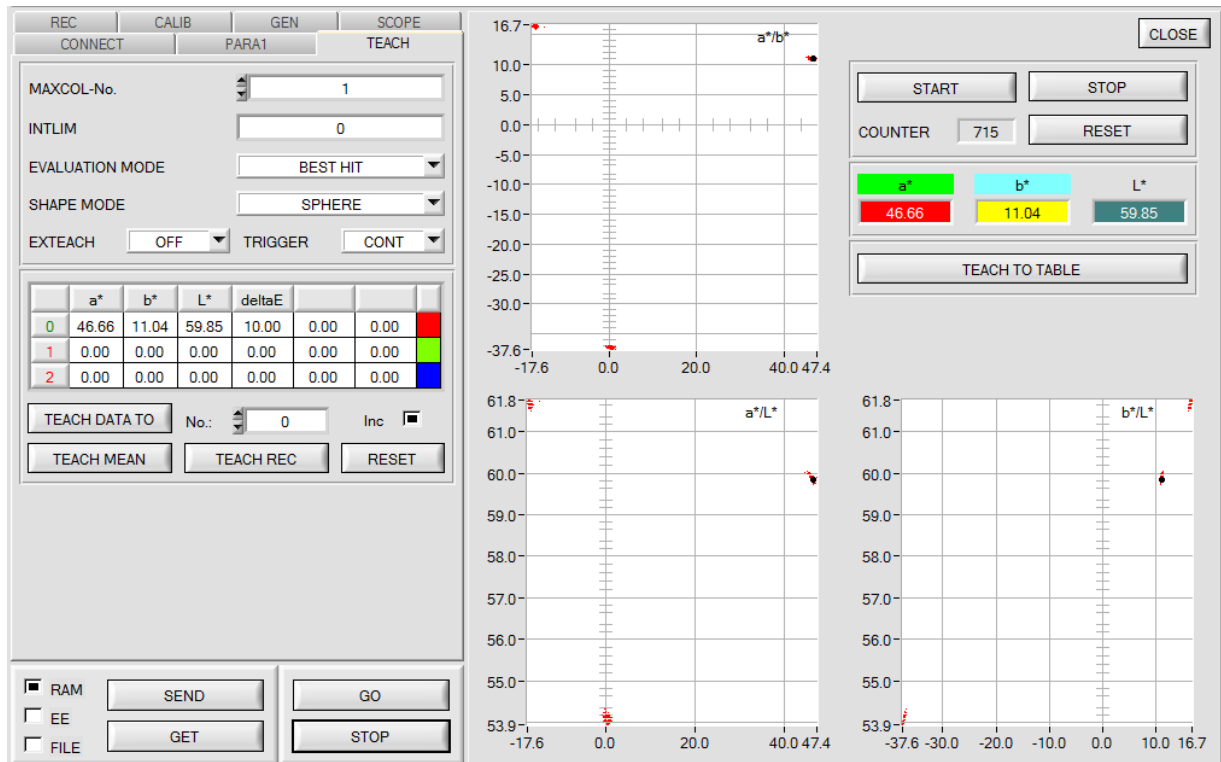 REC CALIB GEN SCOPE
CONNECT PARA1 TEACH
MAXCOL-No. 1
INTLIM 0
EVALUATION MODE BEST HIT
SHAPE MODE SPHERE
EXTEACH OFF TRIGGER CONT
a* b* L* deltaE
0 46.66 11.04 59.85 10.00 0.00 0.00
1 0.00 0.00 0.00 0.00 0.00 0.00
2 0.00 0.00 0.00 0.00 0.00 0.00
TEACH DATA TO No.: 0 Inc
TEACH MEAN TEACH REC RESET
RAM SEND GO
EE
FILE GET STOP
a*/b*
16.7
10.0
5.0
0.0
-5.0
-10.0
-15.0
-20.0
-25.0
-30.0
-37.6
-17.6 0.0 20.0 40.0 47.4
CLOSE
START STOP
COUNTER 715 RESET
a* b* L*
46.66 11.04 59.85
TEACH TO TABLE
a*/L*
61.8
61.0
60.0
59.0
58.0
57.0
56.0
55.0
53.9
-17.6 0.0 20.0 40.0 47.4
b*/L*
61.8
61.0
60.0
59.0
58.0
57.0
56.0
55.0
53.9
-37.6 -30.0 -20.0 -10.0 0.0 10.0 16.7